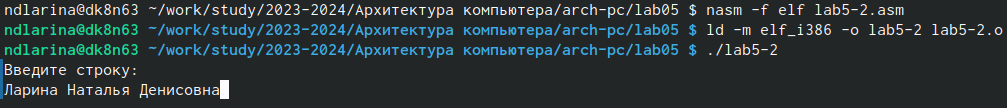 ndlarina@dk8n63 ~/work/study/2023-2024/Архитектура компьютера/arch-pc/lab05 $ nasm -f elf lab5-2.asm
ndlarina@dk8n63 ~/work/study/2023-2024/Архитектура компьютера/arch-pc/lab05 $ ld -m elf_i386 -o lab5-2 lab5-2.o
ndlarina@dk8n63 ~/work/study/2023-2024/Архитектура компьютера/arch-pc/lab05 $ ./lab5-2
Введите строку:
Ларина Наталья Денисовна